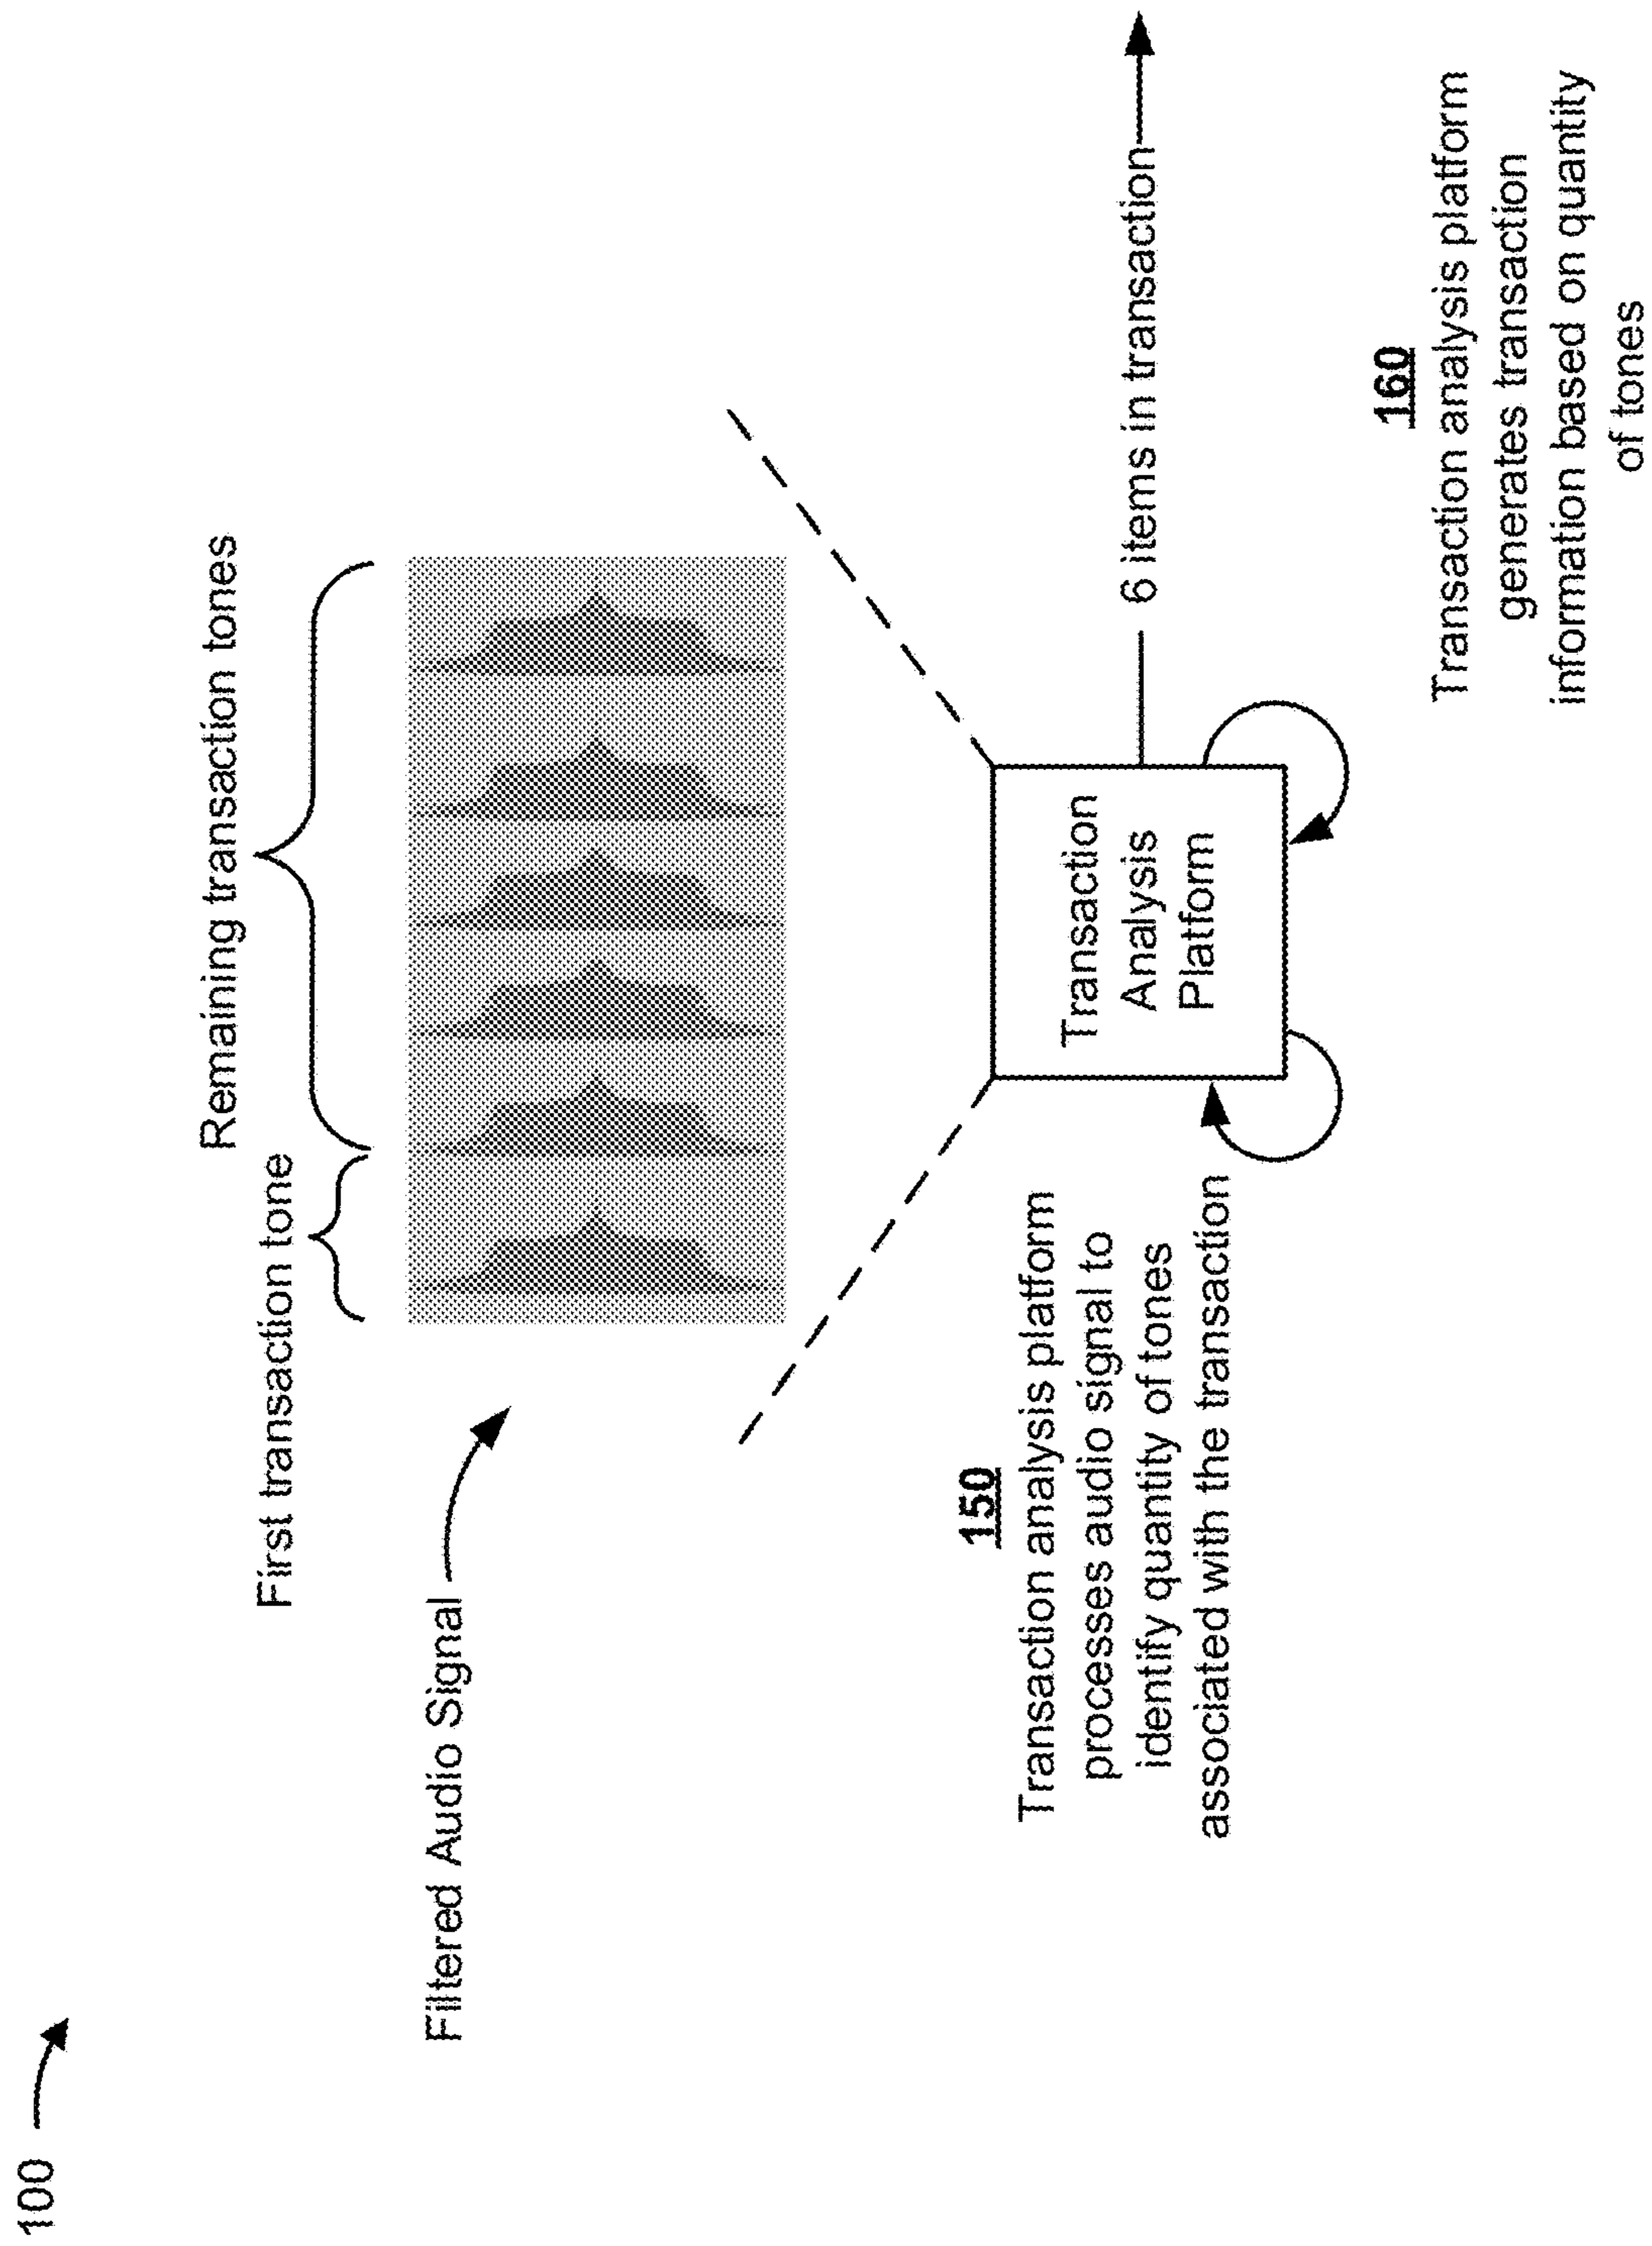 100
Remaining transaction tones
First transaction tone
Filtered Audio Signal
150
Transaction analysis platform
processes audio signal to
identify quantity of tones
associated with the transaction
Transaction
Analysis
Platform
6 items in transaction
160
Transaction analysis platform
generates transaction
information based on quantity
of tones